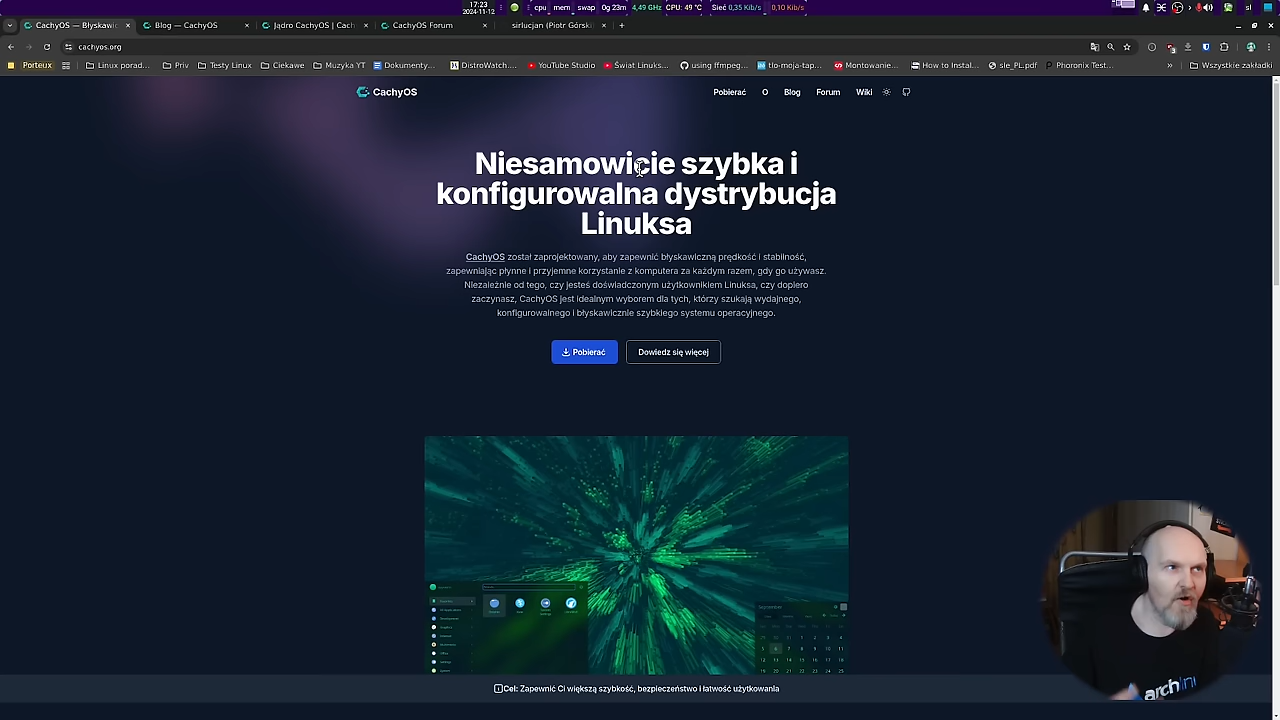 17:23
2024-11-12
cpu mem swap 0g 23m 4,49 GHz CPU: 49 °C Sieć 0,35 Kib/s 0,10 Kib/s
sl
CachyOS — Błyskawic
Blog — CachyOS
Jądro CachyOS | Cach
CachyOS Forum
sirlucjan (Piotr Górski
cachyos.org
Porteux
Linux porad...
Priv
Testy Linux
Ciekawe
Muzyka YT
Dokumenty...
DistroWatch....
YouTube Studio
Świat Linuks...
using ffmpeg...
tlo-moja-tap...
Montowanie...
How to Instal...
sle_PL.pdf
Phoronix Test...
» Wszystkie zakładki
CachyOS
Pobierać
O
Blog
Forum
Wiki
Niesamowicie szybka i
konfigurowalna dystrybucja
Linuksa
CachyOS został zaprojektowany, aby zapewnić błyskawiczną prędkość i stabilność,
zapewniając płynne i przyjemne korzystanie z komputera za każdym razem, gdy go używasz.
Niezależnie od tego, czy jesteś doświadczonym użytkownikiem Linuksa, czy dopiero
zaczynasz, CachyOS jest idealnym wyborem dla tych, którzy szukają wydajnego,
konfigurowalnego i błyskawicznie szybkiego systemu operacyjnego.
Pobierać
Dowiedz się więcej
Cel: Zapewnić Ci większą szybkość, bezpieczeństwo i łatwość użytkowania